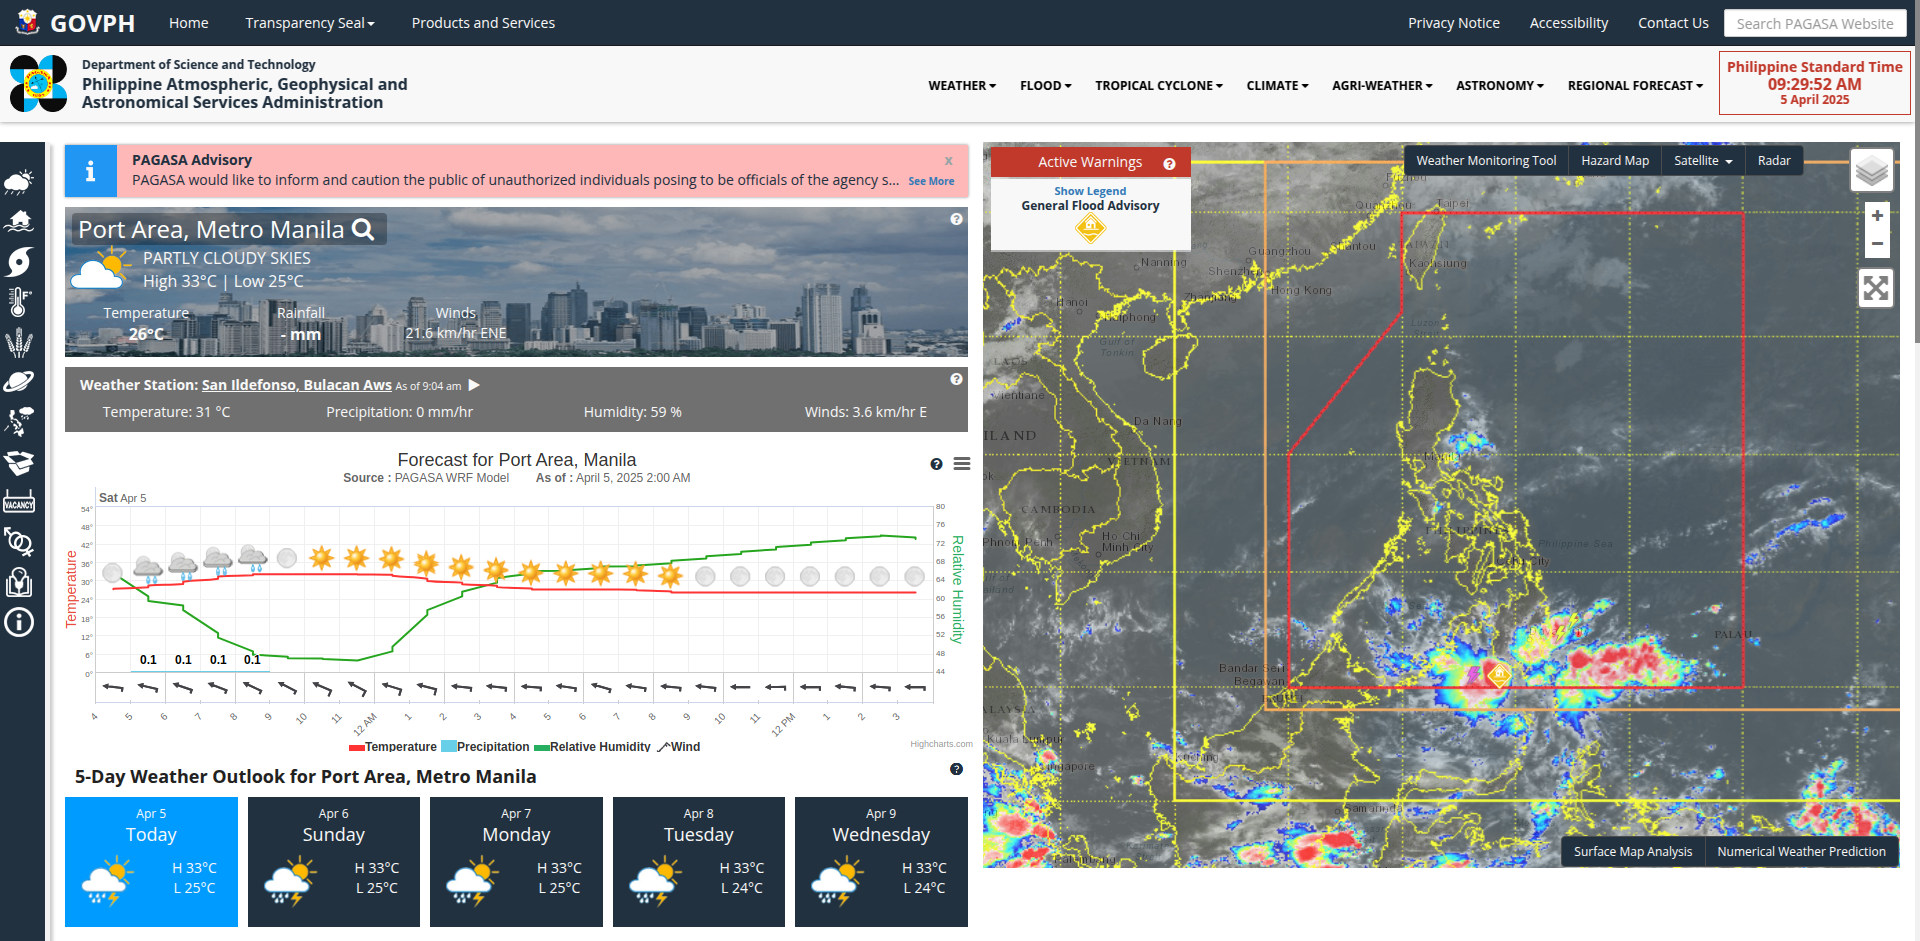 GOVPH
Home
Transparency Seal
Products and Services
Privacy Notice
Accessibility
Contact Us
Search PAGASA Website
Department of Science and Technology
Philippine Atmospheric, Geophysical and
Astronomical Services Administration
WEATHER
FLOOD
TROPICAL CYCLONE
CLIMATE
AGRI-WEATHER
ASTRONOMY
REGIONAL FORECAST
Philippine Standard Time
09:29:52 AM
5 April 2025
VACANCY
PAGASA Advisory
x
PAGASA would like to inform and caution the public of unauthorized individuals posing to be officials of the agency s...
See More
Port Area, Metro Manila
PARTLY CLOUDY SKIES
High 33°C | Low 25°C
Temperature
Rainfall
Winds
26°C
- mm
21.6 km/hr ENE
Weather Station: San Ildefonso, Bulacan Aws As of 9:04 am
Temperature: 31 °C
Precipitation: 0 mm/hr
Humidity: 59 %
Winds: 3.6 km/hr E
Forecast for Port Area, Manila
Source : PAGASA WRF Model As of : April 5, 2025 2:00 AM
Sat Apr 5
Temperature
54°
48°
42°
36°
30°
24°
18°
12°
6°
0°
0.1
0.1
0.1
0.1
80
76
72
68
64
60
56
52
48
44
Relative Humidity
4
5
6
7
8
9
10
11
12 AM
1
2
3
4
5
6
7
8
9
10
11
12 PM
1
2
3
Temperature
Precipitation
Relative Humidity
Wind
Highcharts.com
5-Day Weather Outlook for Port Area, Metro Manila
Apr 5
Today
H 33°C
L 25°C
Apr 6
Sunday
H 33°C
L 25°C
Apr 7
Monday
H 33°C
L 25°C
Apr 8
Tuesday
H 33°C
L 24°C
Apr 9
Wednesday
H 33°C
L 24°C
Active Warnings
Show Legend
General Flood Advisory
Weather Monitoring Tool
Hazard Map
Satellite
Radar
+
−
Taipei
Guangzhou
Nanning
Shenzhen
Hong Kong
Kaohsiung
Hanoi
Gulf of
Tonkin
Vientiane
Da Nang
ILAND
VIETNAM
CAMBODIA
Phnom Penh
Ho Chi
Minh City
Philippine Sea
PALAU
Bandar Seri
Begawan
Kuala Lumpur
Kuching
Samarinda
Surface Map Analysis
Numerical Weather Prediction